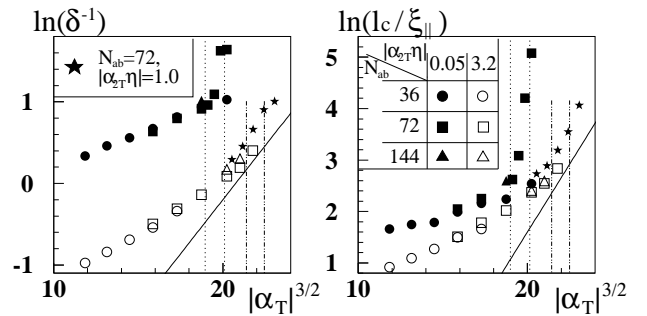 ln(δ⁻¹)
★ N_ab=72,
|α_2Tη|=1.0
1
0
-1
10
20
|α_T|^3/2
ln(l_c/ξ_||)
|α_2Tη|
N_ab
0.05
3.2
36
72
144
5
4
3
2
1
10
20
|α_T|^3/2